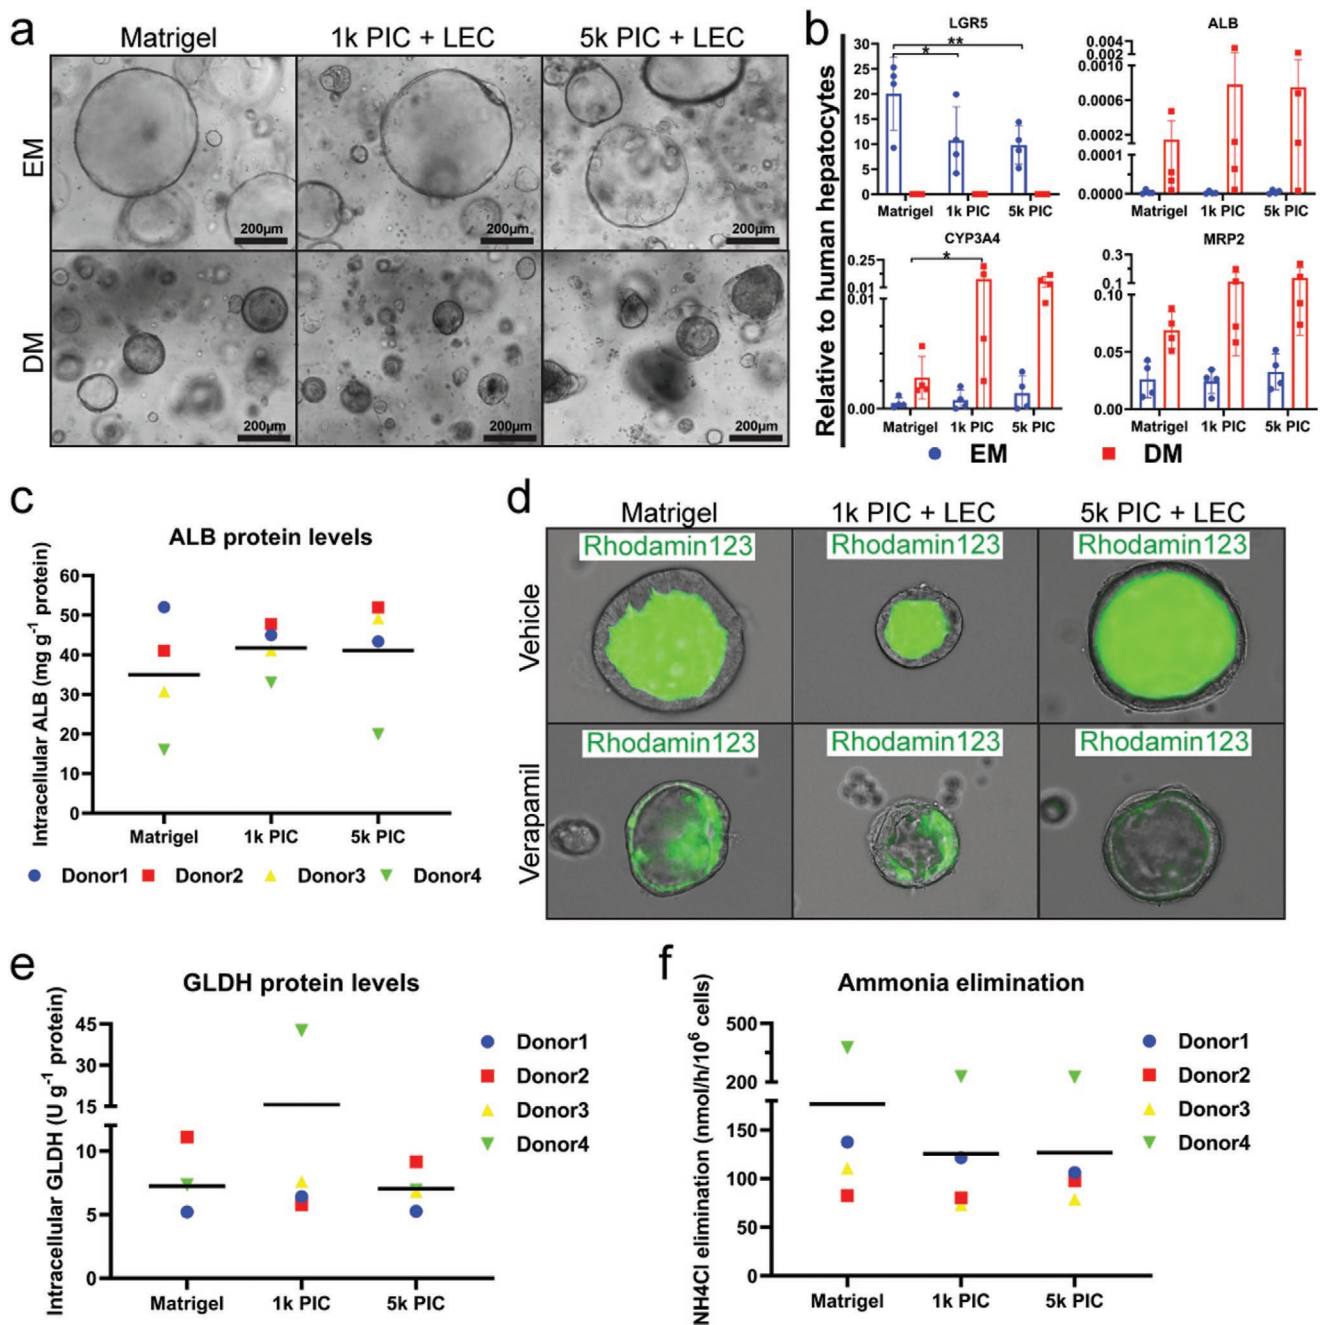 a
Matrigel
1k PIC + LEC
5k PIC + LEC
EM
200µm
200µm
200µm
DM
200µm
200µm
200µm
b
Relative to human hepatocytes
LGR5
**
*
30
25
20
15
10
5
0
Matrigel
1k PIC
5k PIC
ALB
0.004
0.002
0.0010
0.0006
0.0002
0.0001
0.0000
Matrigel
1k PIC
5k PIC
CYP3A4
*
0.25
0.01
0.00
Matrigel
1k PIC
5k PIC
MRP2
0.3
0.1
0.10
0.05
0.00
Matrigel
1k PIC
5k PIC
EM
DM
c
ALB protein levels
Intracellular ALB (mg g⁻¹ protein)
60
50
40
30
20
10
0
Matrigel
1k PIC
5k PIC
Donor1
Donor2
Donor3
Donor4
d
Matrigel
1k PIC + LEC
5k PIC + LEC
Vehicle
Rhodamin123
Rhodamin123
Rhodamin123
Verapamil
Rhodamin123
Rhodamin123
Rhodamin123
e
GLDH protein levels
Intracellular GLDH (U g⁻¹ protein)
45
30
15
10
5
0
Matrigel
1k PIC
5k PIC
Donor1
Donor2
Donor3
Donor4
f
Ammonia elimination
NH4Cl elimination (nmol/h/10⁶ cells)
500
200
150
100
50
0
Matrigel
1k PIC
5k PIC
Donor1
Donor2
Donor3
Donor4